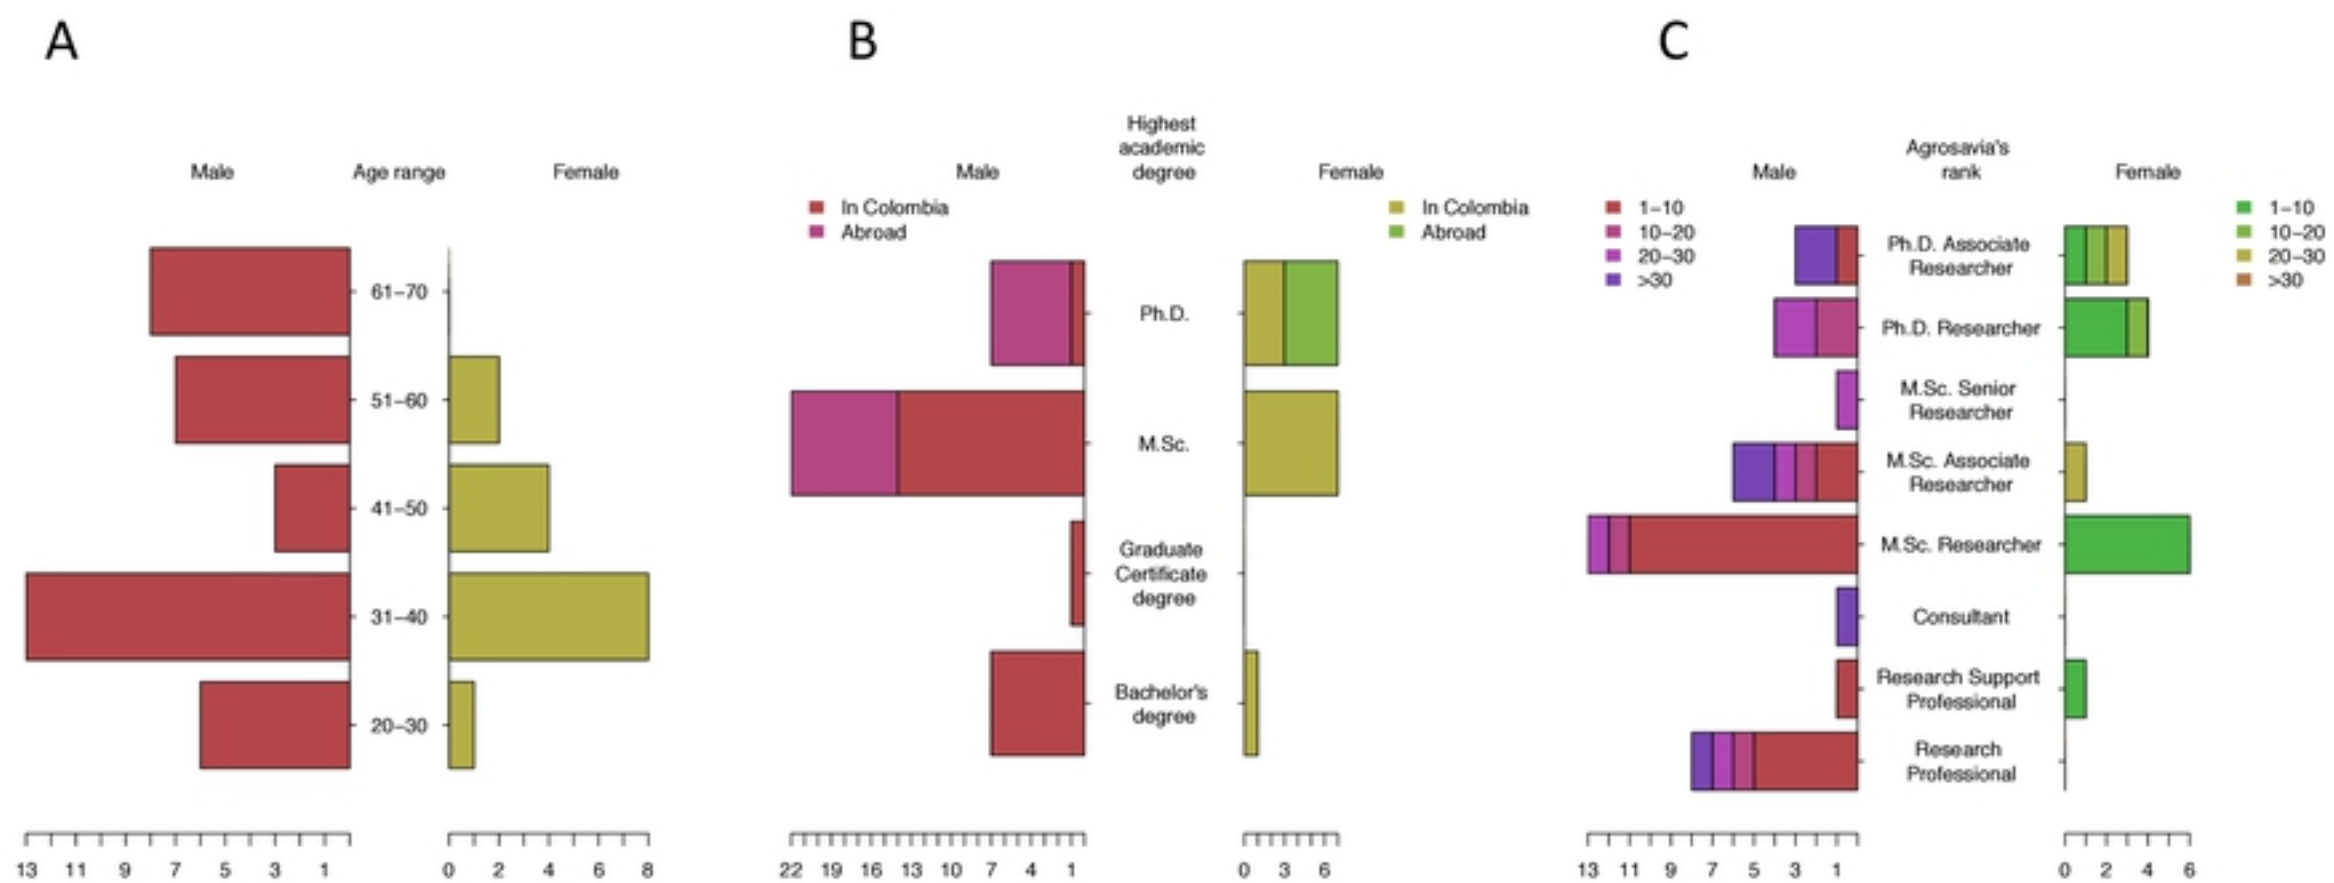 A
Male
Age range
Female
61–70
51–60
41–50
31–40
20–30
13 11 9 7 5 3 1
0 2 4 6 8
B
Highest
academic
degree
Male
Female
In Colombia
Abroad
In Colombia
Abroad
Ph.D.
M.Sc.
Graduate
Certificate
degree
Bachelor's
degree
22 19 16 13 10 7 4 1
0 3 6
C
Agrosavia's
rank
Male
Female
1–10
10–20
20–30
>30
1–10
10–20
20–30
>30
Ph.D. Associate
Researcher
Ph.D. Researcher
M.Sc. Senior
Researcher
M.Sc. Associate
Researcher
M.Sc. Researcher
Consultant
Research Support
Professional
Research
Professional
13 11 9 7 5 3 1
0 2 4 6